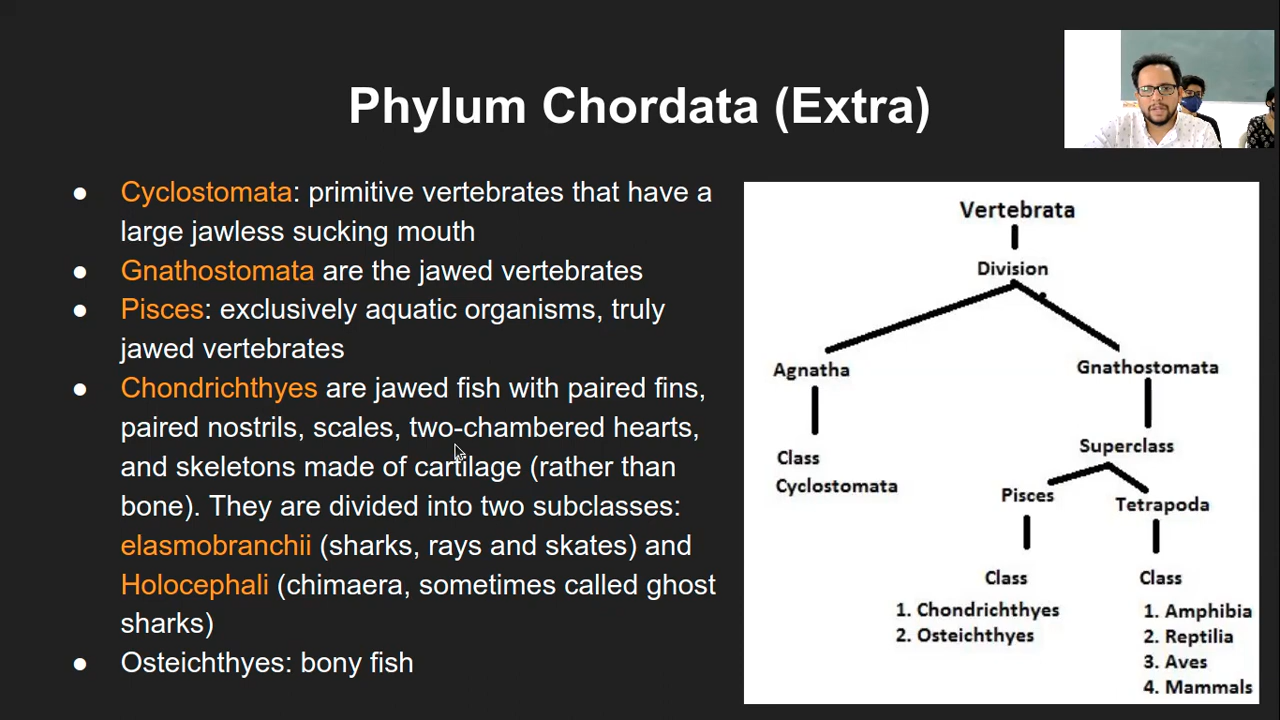 Phylum Chordata (Extra)
● Cyclostomata: primitive vertebrates that have a
large jawless sucking mouth
● Gnathostomata are the jawed vertebrates
● Pisces: exclusively aquatic organisms, truly
jawed vertebrates
● Chondrichthyes are jawed fish with paired fins,
paired nostrils, scales, two-chambered hearts,
and skeletons made of cartilage (rather than
bone). They are divided into two subclasses:
elasmobranchii (sharks, rays and skates) and
Holocephali (chimaera, sometimes called ghost
sharks)
● Osteichthyes: bony fish
Vertebrata
Division
Agnatha
Gnathostomata
Class
Cyclostomata
Superclass
Pisces
Tetrapoda
Class
1. Chondrichthyes
2. Osteichthyes
Class
1. Amphibia
2. Reptilia
3. Aves
4. Mammals